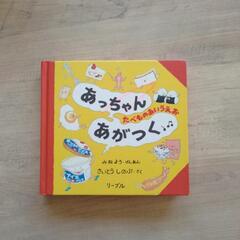 あっちゃん
あがつく
たべものあいうえお
みね よう・げんあん
さいとう しのぶ・さく
リーブル